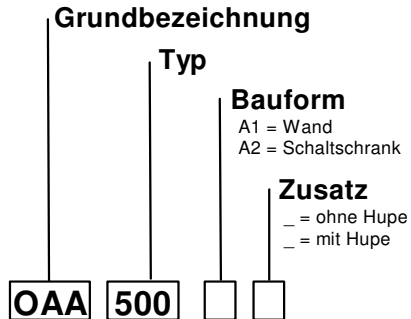 Grundbezeichnung
Typ
Bauform
A1 = Wand
A2 = Schaltschrank
Zusatz
_ = ohne Hupe
_ = mit Hupe
OAA 500